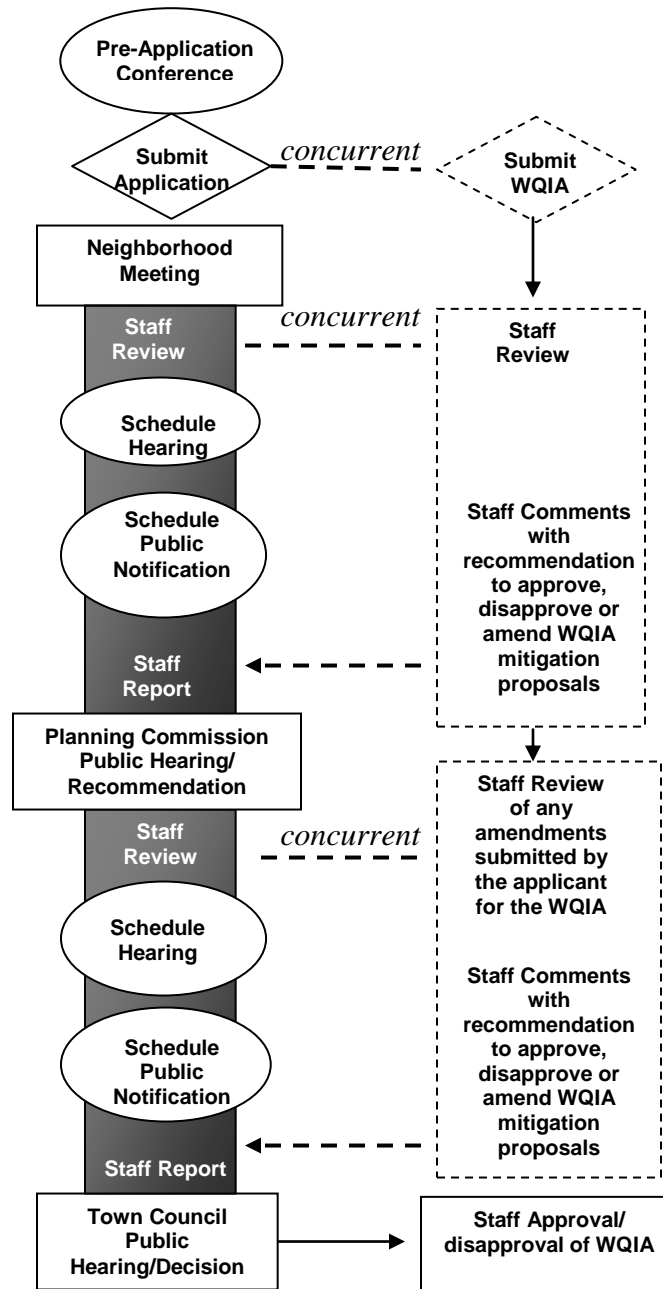 Pre-Application
Conference
Submit
Application
concurrent
Submit
WQIA
Neighborhood
Meeting
Staff
Review
concurrent
Staff
Review
Schedule
Hearing
Schedule
Public
Notification
Staff Comments
with
recommendation
to approve,
disapprove or
amend WQIA
mitigation
proposals
Staff
Report
Planning Commission
Public Hearing/
Recommendation
Staff
Review
concurrent
Staff Review
of any
amendments
submitted by
the applicant
for the WQIA
Schedule
Hearing
Schedule
Public
Notification
Staff Comments
with
recommendation
to approve,
disapprove or
amend WQIA
mitigation
proposals
Staff Report
Town Council
Public
Hearing/Decision
Staff Approval/
disapproval of WQIA